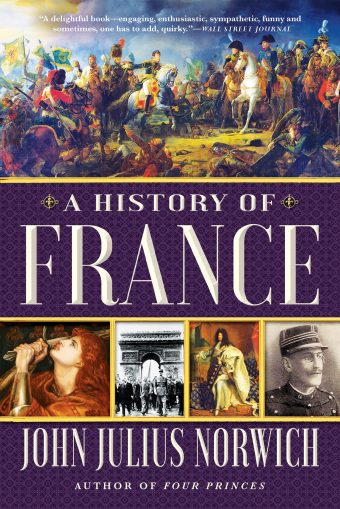 “A delightful book—engaging, enthusiastic, sympathetic, funny and
sometimes, one has to add, quirky.”—WALL STREET JOURNAL
A HISTORY OF
FRANCE
JOHN JULIUS NORWICH
AUTHOR OF FOUR PRINCES